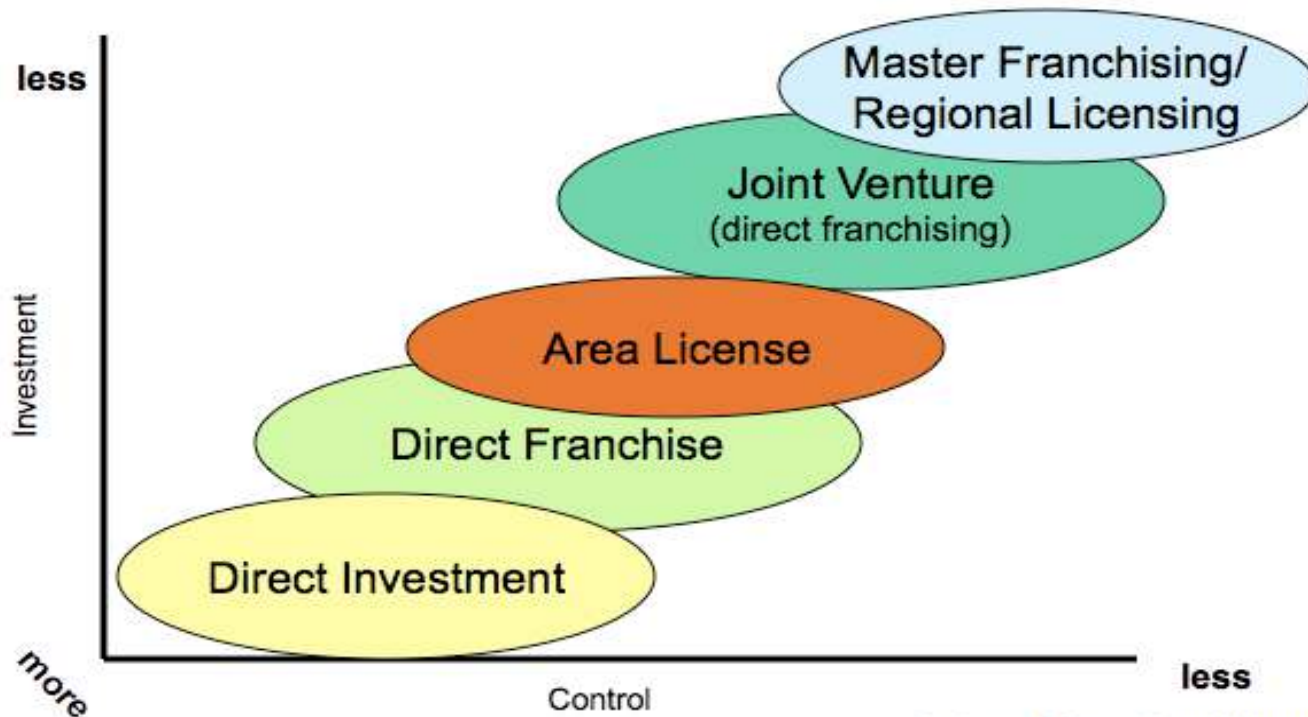 less
Master Franchising/
Regional Licensing
Joint Venture
(direct franchising)
Investment
Area License
Direct Franchise
Direct Investment
more
Control
less